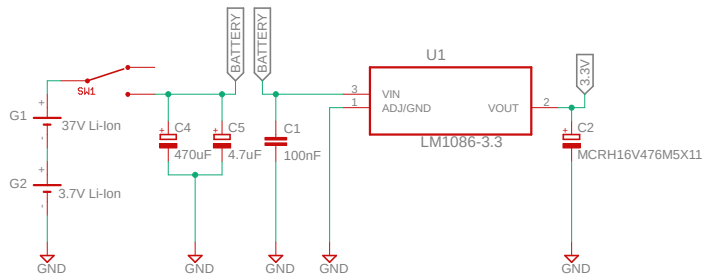 BATTERY
BATTERY
3.3V
U1
SW1
+
G1
37V Li-Ion
-
+
C4
470uF
+
C5
4.7uF
C1
100nF
3
VIN
1
ADJ/GND
VOUT
2
LM1086-3.3
+
C2
MCRH16V476M5X11
+
G2
3.7V Li-Ion
-
GND
GND
GND
GND
GND